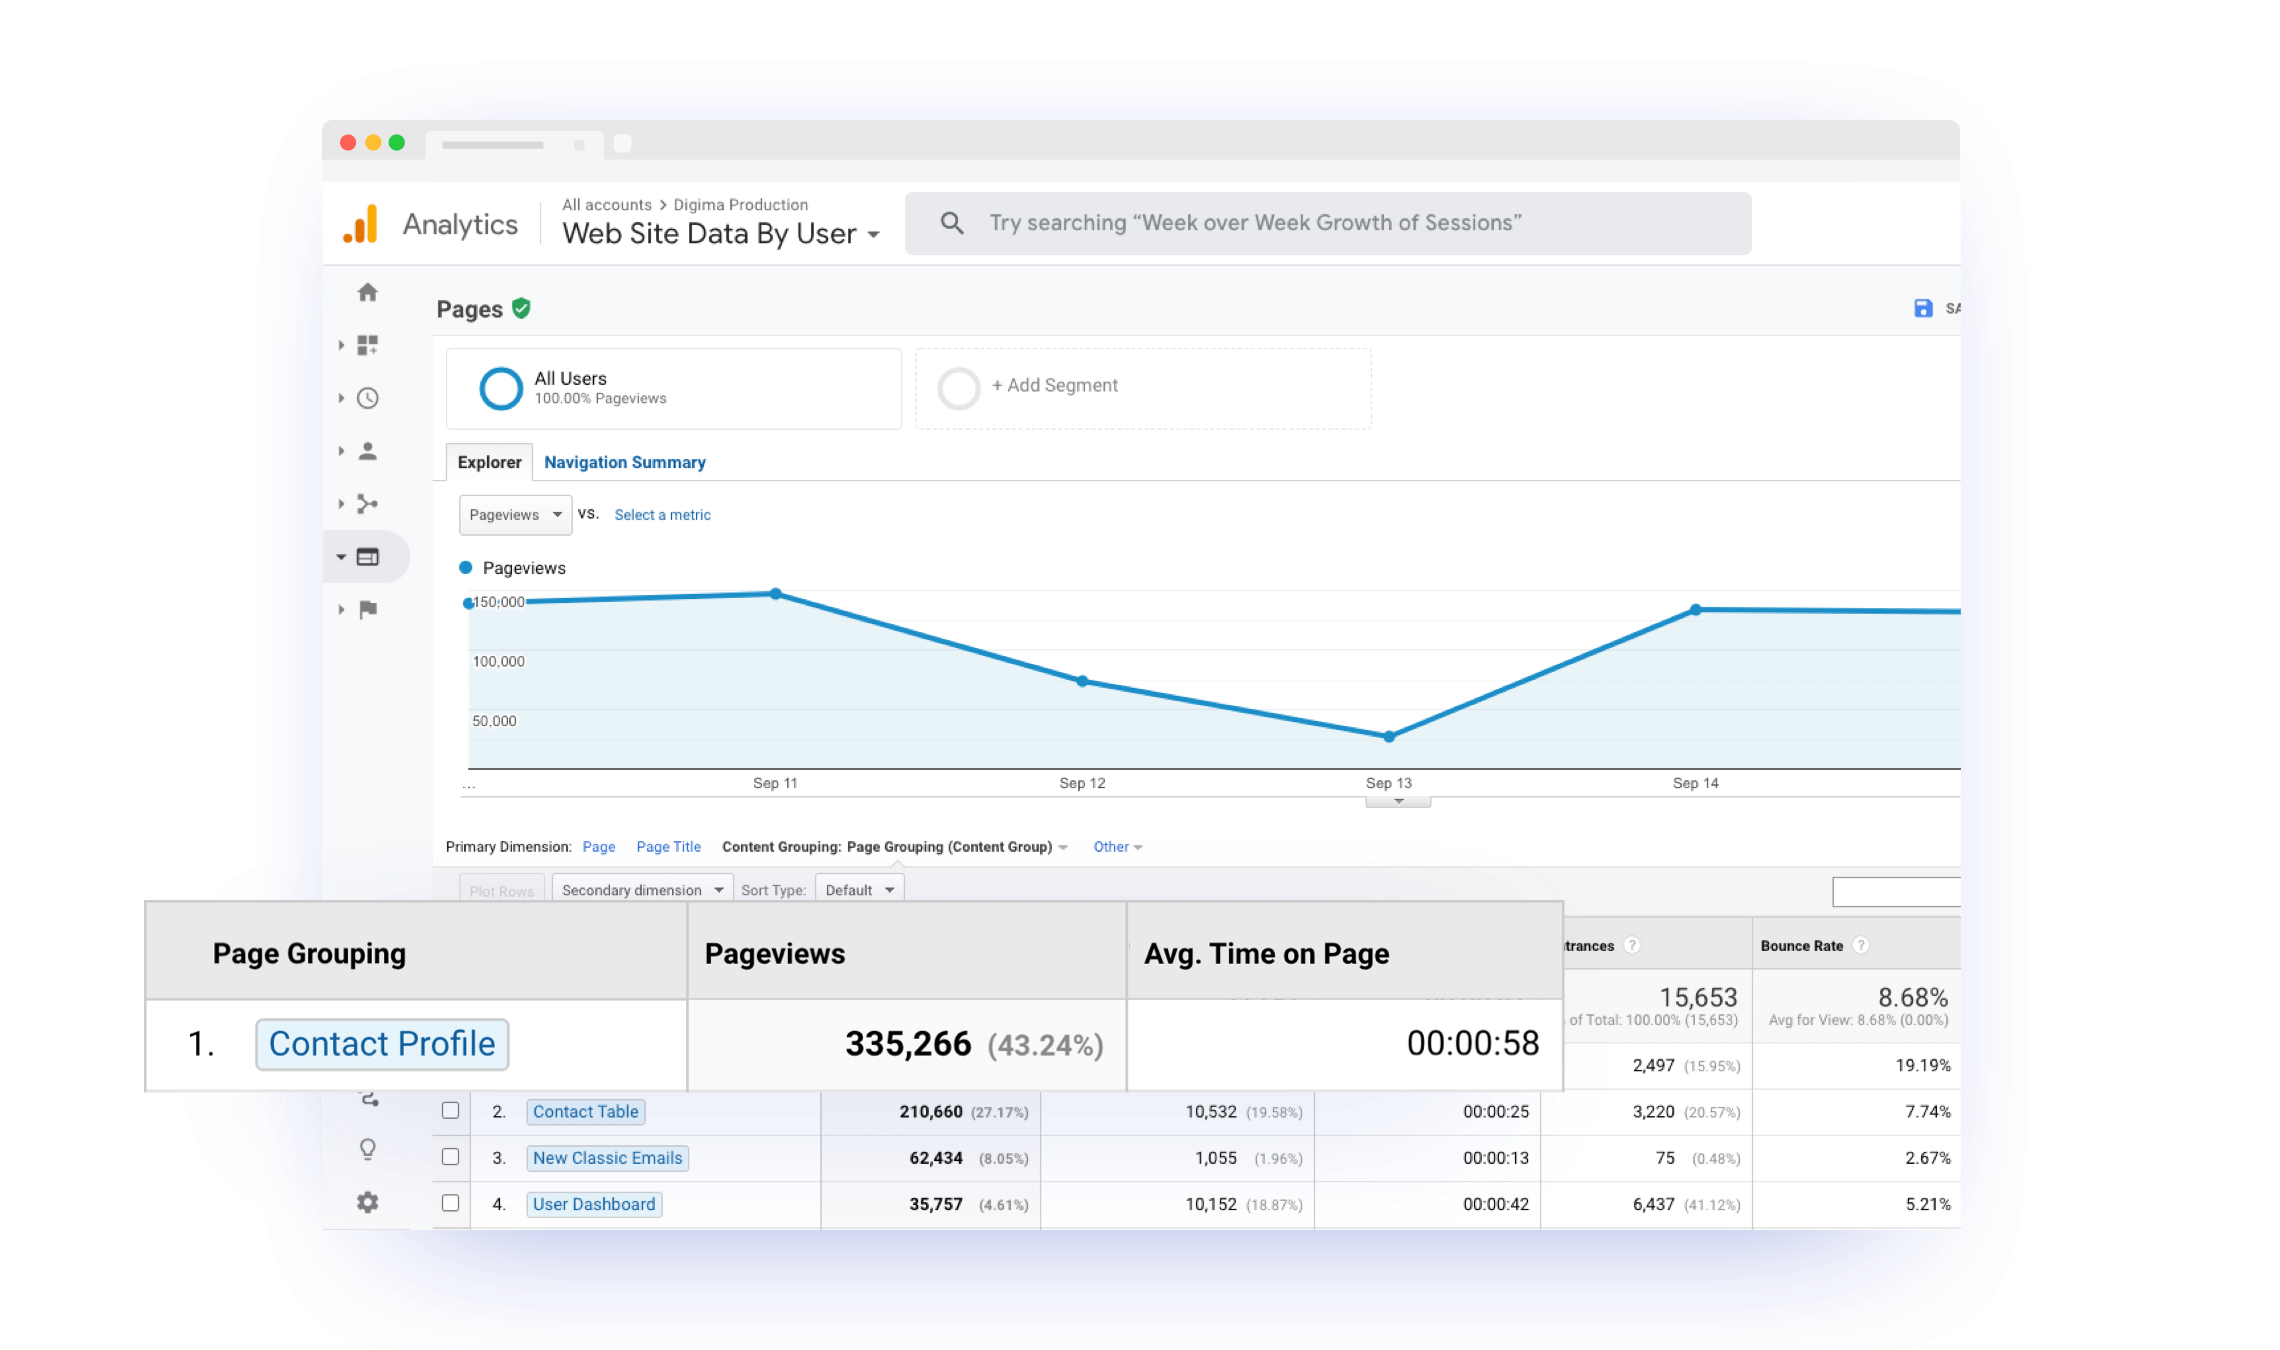 All accounts > Digima Production
Analytics
Web Site Data By User
Try searching “Week over Week Growth of Sessions”
Pages
SA
All Users
100.00% Pageviews
+ Add Segment
Explorer Navigation Summary
Pageviews vs. Select a metric
Pageviews
150,000
100,000
50,000
... Sep 11 Sep 12 Sep 13 Sep 14
Primary Dimension: Page Page Title Content Grouping: Page Grouping (Content Group) Other
Plot Rows Secondary dimension Sort Type: Default
Page Grouping Pageviews Avg. Time on Page trances ? Bounce Rate ?
15,653 8.68%
of Total: 100.00% (15,653) Avg for View: 8.68% (0.00%)
1. Contact Profile 335,266 (43.24%) 00:00:58 2,497 (15.95%) 19.19%
2. Contact Table 210,660 (27.17%) 10,532 (19.58%) 00:00:25 3,220 (20.57%) 7.74%
3. New Classic Emails 62,434 (8.05%) 1,055 (1.96%) 00:00:13 75 (0.48%) 2.67%
4. User Dashboard 35,757 (4.61%) 10,152 (18.87%) 00:00:42 6,437 (41.12%) 5.21%